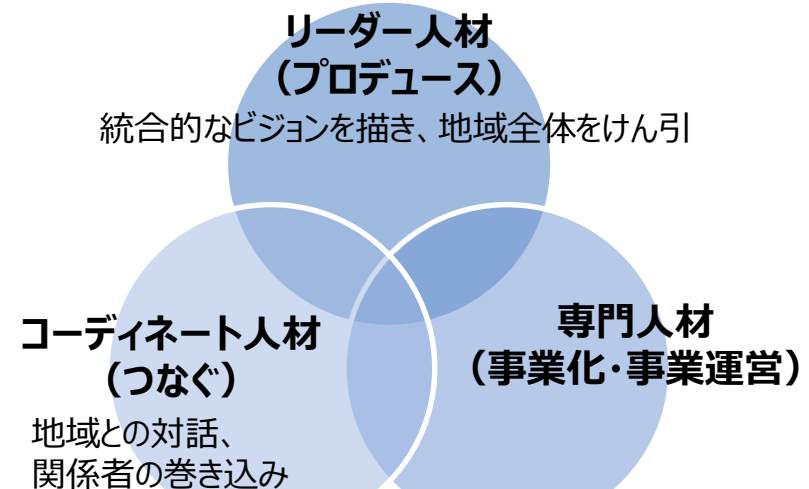 リーダー人材
（プロデュース）
統合的なビジョンを描き、地域全体をけん引
コーディネート人材
（つなぐ）
地域との対話、
関係者の巻き込み
専門人材
（事業化・事業運営）